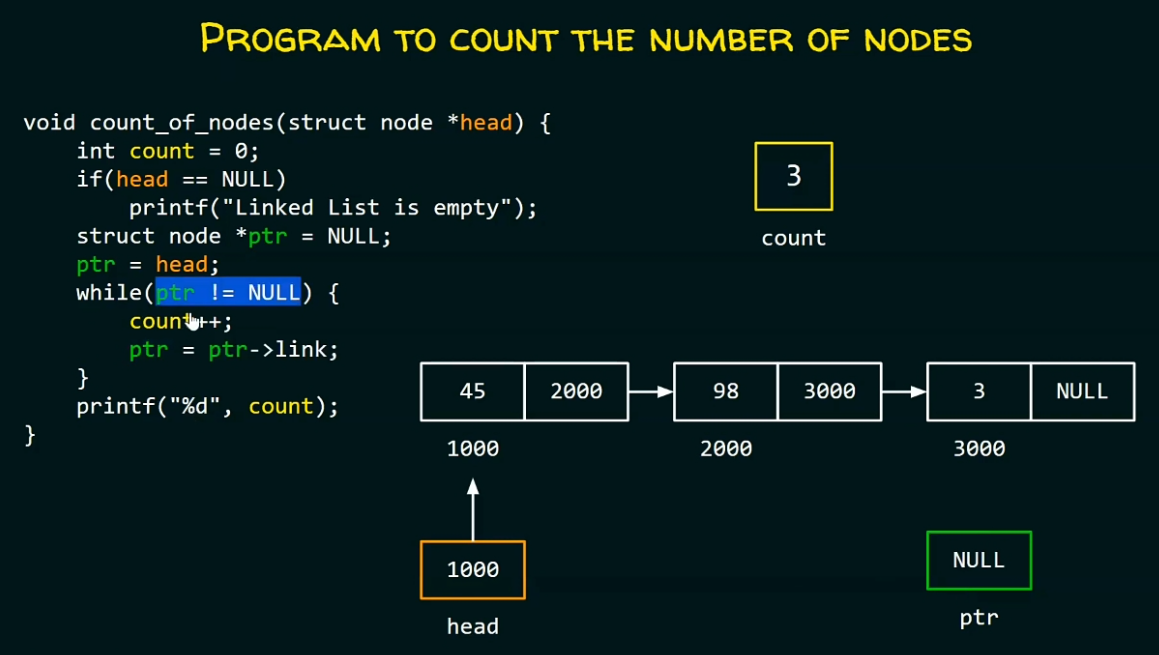 PROGRAM TO COUNT THE NUMBER OF NODES
void count_of_nodes(struct node *head) {
    int count = 0;
    if(head == NULL)
        printf("Linked List is empty");
    struct node *ptr = NULL;
    ptr = head;
    while(ptr != NULL) {
        count++;
        ptr = ptr->link;
    }
    printf("%d", count);
}
3
count
45 2000 98 3000 3 NULL
1000 2000 3000
1000
head
NULL
ptr